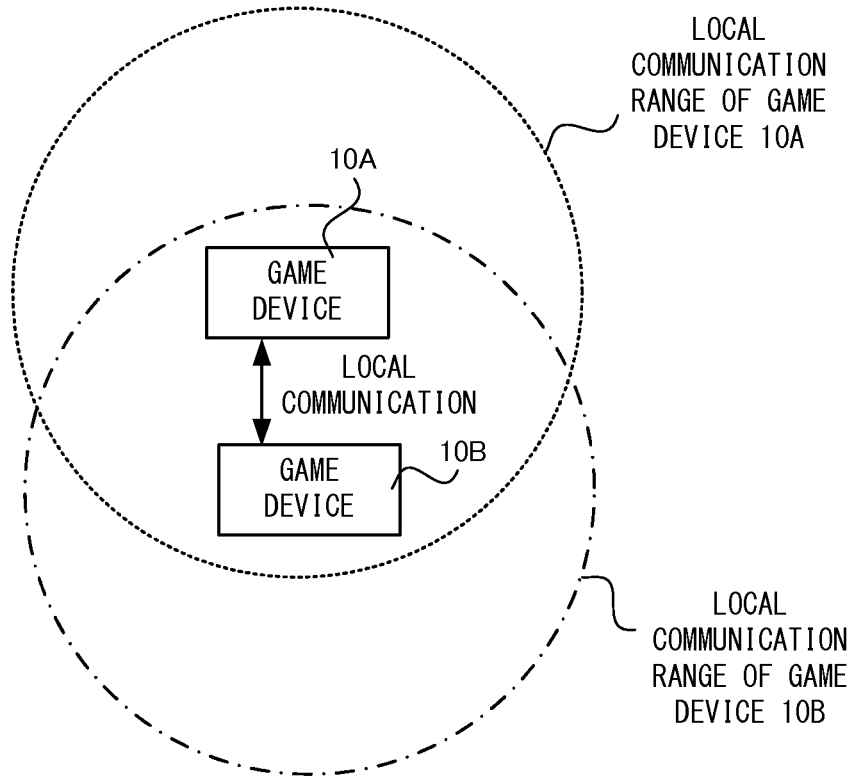 LOCAL
COMMUNICATION
RANGE OF GAME
DEVICE 10A
10A
GAME
DEVICE
LOCAL
COMMUNICATION
10B
GAME
DEVICE
LOCAL
COMMUNICATION
RANGE OF GAME
DEVICE 10B